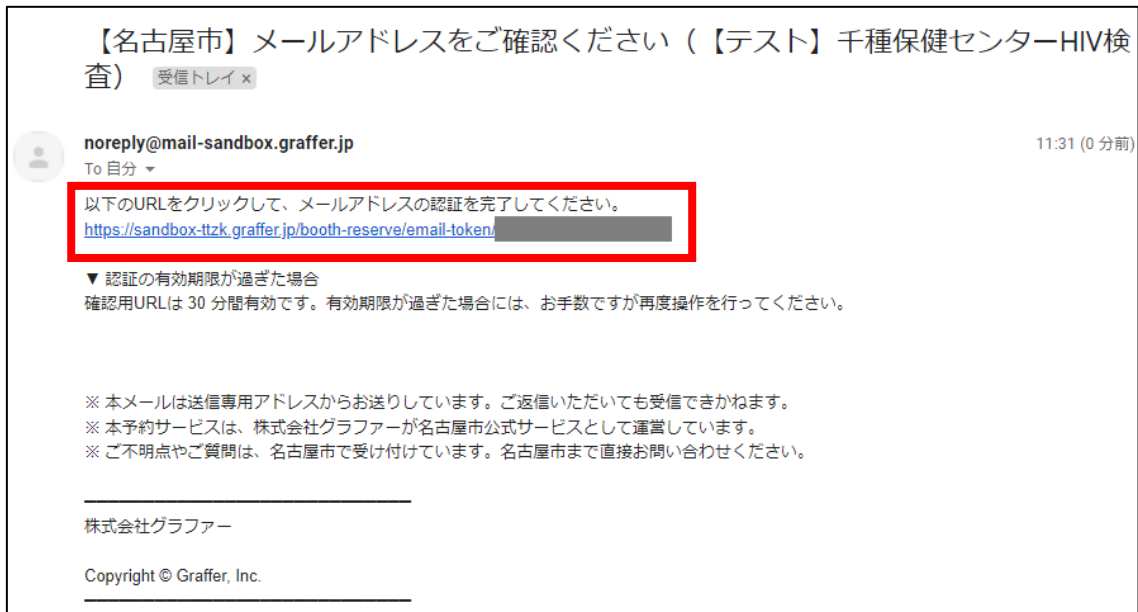 【名古屋市】メールアドレスをご確認ください（【テスト】千種保健センターHIV検
査） 受信トレイ ×
noreply@mail-sandbox.graffer.jp 11:31 (0 分前)
To 自分
以下のURLをクリックして、メールアドレスの認証を完了してください。
https://sandbox-ttzk.graffer.jp/booth-reserve/email-token/
▼ 認証の有効期限が過ぎた場合
確認用URLは 30 分間有効です。有効期限が過ぎた場合には、お手数ですが再度操作を行ってください。
※ 本メールは送信専用アドレスからお送りしています。ご返信いただいても受信できかねます。
※ 本予約サービスは、株式会社グラファーが名古屋市公式サービスとして運営しています。
※ ご不明点やご質問は、名古屋市で受け付けています。名古屋市まで直接お問い合わせください。
株式会社グラファー
Copyright © Graffer, Inc.